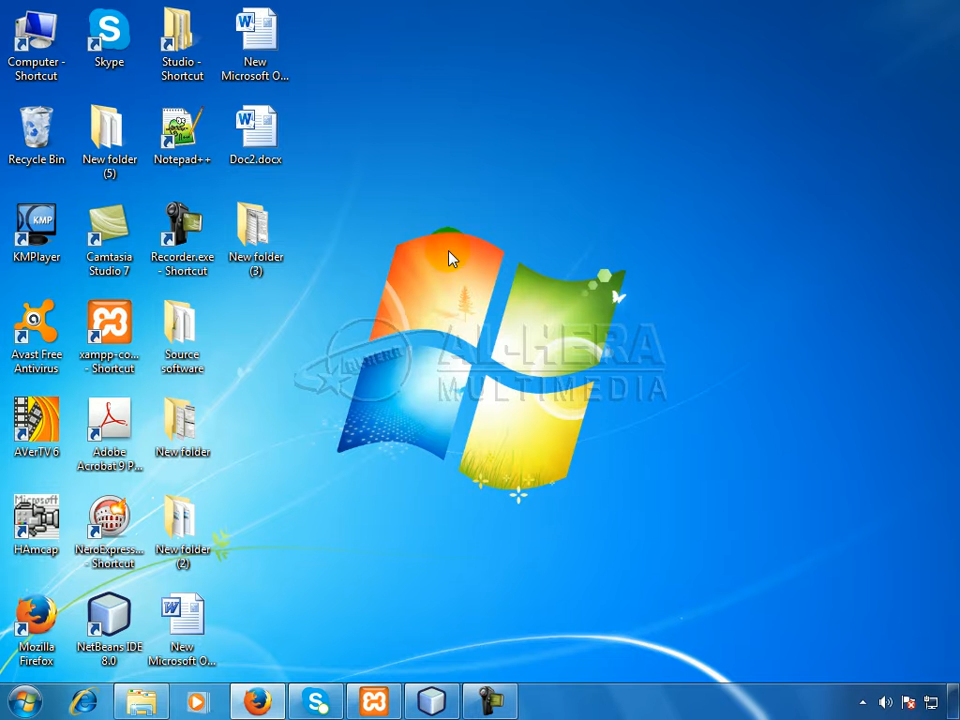 Computer -
Shortcut
Skype
Studio -
Shortcut
New
Microsoft O...
Recycle Bin
New folder
(5)
Notepad++
Doc2.docx
KMP
KMPlayer
Camtasia
Studio 7
Recorder.exe
- Shortcut
New folder
(3)
Avast Free
Antivirus
xampp-co...
- Shortcut
Source
software
AVerTV 6
Adobe
Acrobat 9 P...
New folder
Microsoft
HAmcap
NeroExpress...
- Shortcut
New folder
(2)
Mozilla
Firefox
NetBeans IDE
8.0
New
Microsoft O...
AL-HERA
MULTIMEDIA